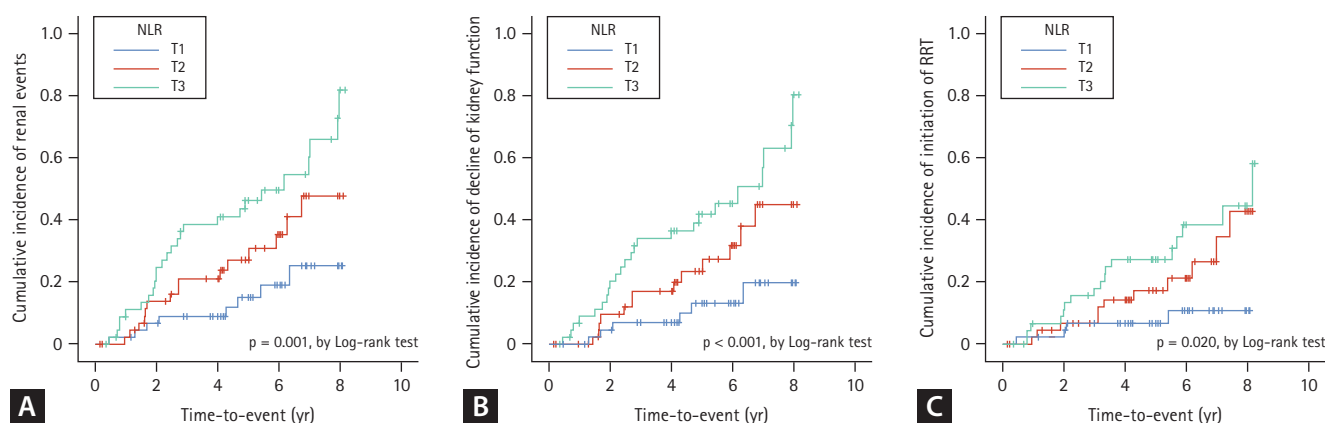 NLR
T1
T2
T3
Cumulative incidence of renal events
1.0
0.8
0.6
0.4
0.2
0
p = 0.001, by Log-rank test
0 2 4 6 8 10
Time-to-event (yr)
A
NLR
T1
T2
T3
Cumulative incidence of decline of kidney function
1.0
0.8
0.6
0.4
0.2
0
p < 0.001, by Log-rank test
0 2 4 6 8 10
Time-to-event (yr)
B
NLR
T1
T2
T3
Cumulative incidence of initiation of RRT
1.0
0.8
0.6
0.4
0.2
0
p = 0.020, by Log-rank test
0 2 4 6 8 10
Time-to-event (yr)
C